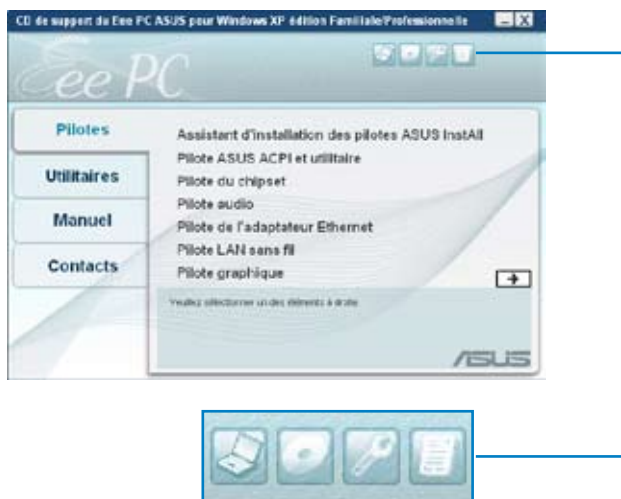 CD de support du Eee PC ASUS pour Windows XP édition Familiale/Professionnelle
Eee PC
Pilotes
Utilitaires
Manuel
Contacts
Assistant d'installation des pilotes ASUS InstAll
Pilote ASUS ACPI et utilitaire
Pilote du chipset
Pilote audio
Pilote de l'adaptateur Ethernet
Pilote LAN sans fil
Pilote graphique
Veuillez sélectionner un des éléments à droite
ASUS